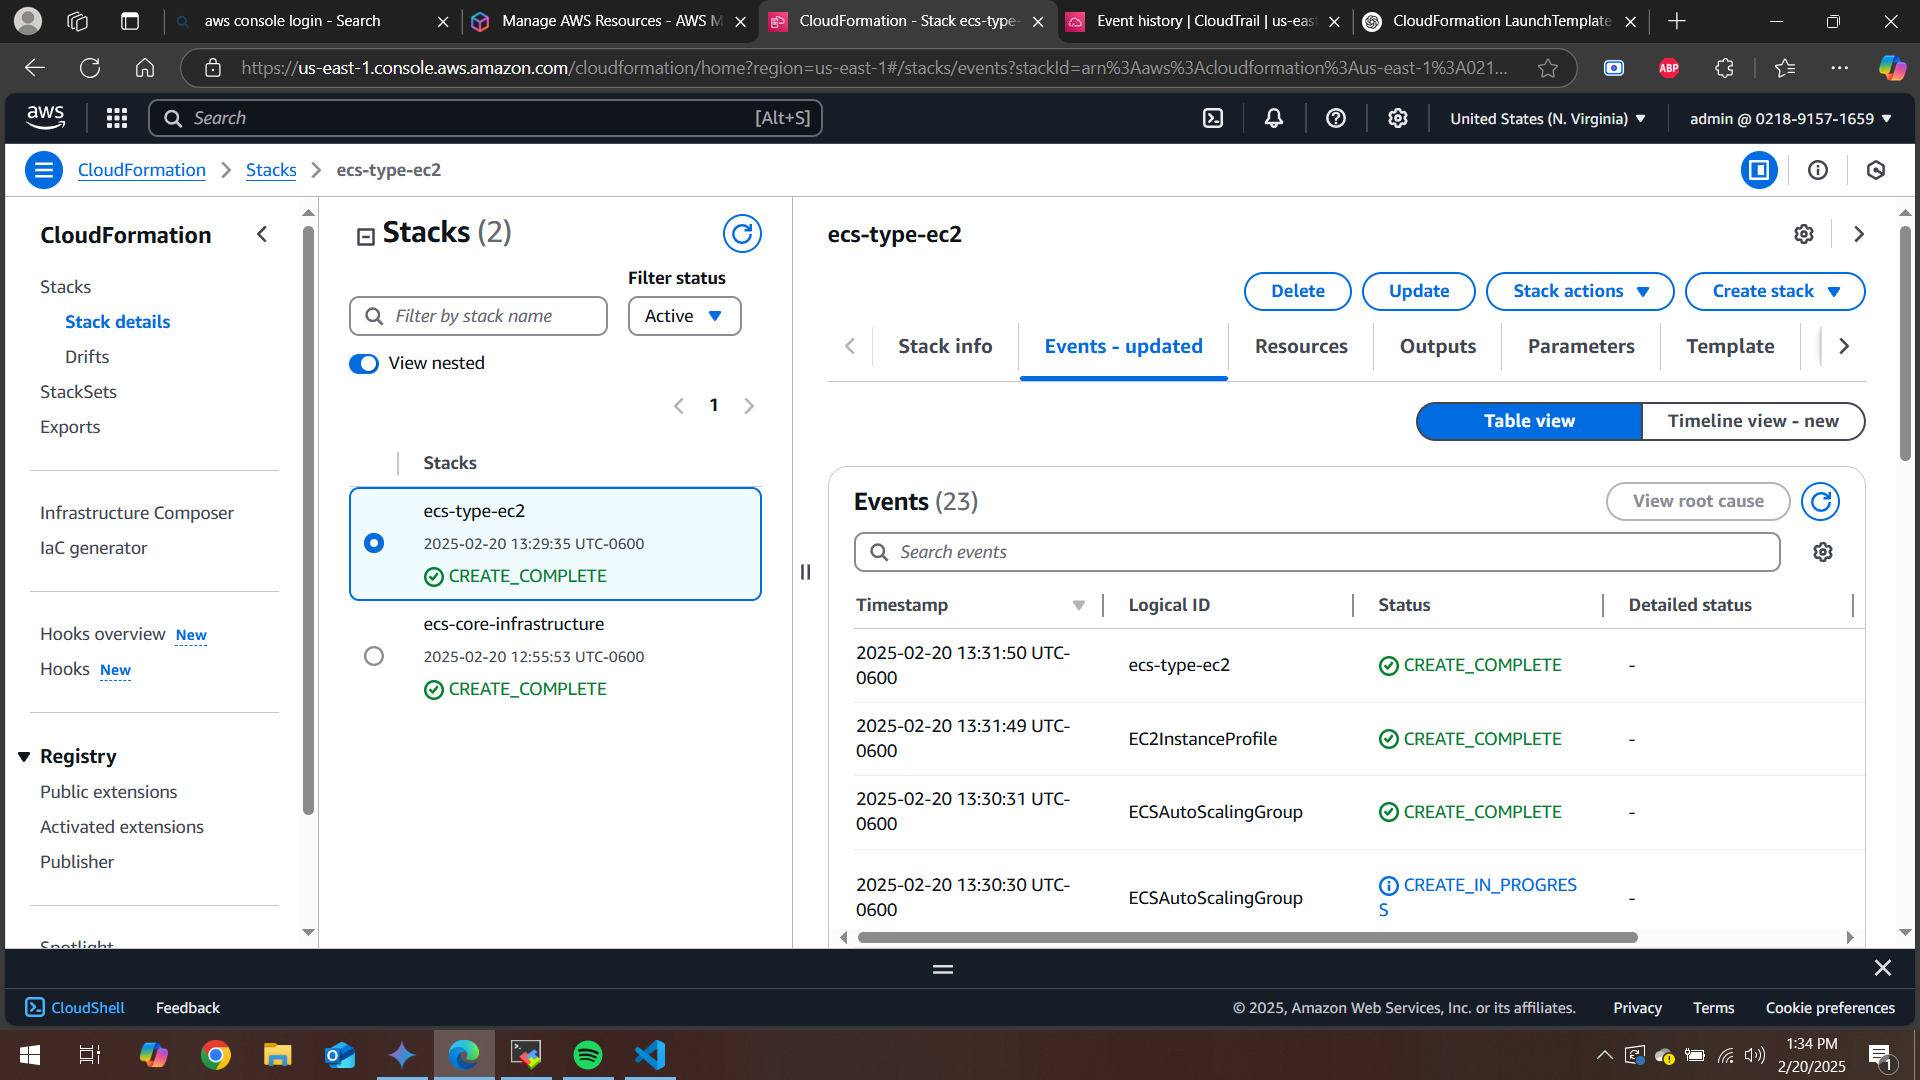 aws console login - Search
Manage AWS Resources - AWS M
CloudFormation - Stack ecs-type-
Event history | CloudTrail | us-eas
CloudFormation LaunchTemplate
https://us-east-1.console.aws.amazon.com/cloudformation/home?region=us-east-1#/stacks/events?stackId=arn%3Aaws%3Acloudformation%3Aus-east-1%3A021...
ABP
aws
Search
[Alt+S]
United States (N. Virginia)
admin @ 0218-9157-1659
CloudFormation
Stacks
ecs-type-ec2
CloudFormation
Stacks
Stack details
Drifts
StackSets
Exports
Infrastructure Composer
IaC generator
Hooks overview New
Hooks New
Registry
Public extensions
Activated extensions
Publisher
Spotlight
Stacks (2)
Filter status
Filter by stack name
Active
View nested
1
Stacks
ecs-type-ec2
2025-02-20 13:29:35 UTC-0600
CREATE_COMPLETE
ecs-core-infrastructure
2025-02-20 12:55:53 UTC-0600
CREATE_COMPLETE
ecs-type-ec2
Delete
Update
Stack actions
Create stack
Stack info
Events - updated
Resources
Outputs
Parameters
Template
Table view
Timeline view - new
Events (23)
View root cause
Search events
Timestamp
Logical ID
Status
Detailed status
2025-02-20 13:31:50 UTC-
0600
ecs-type-ec2
CREATE_COMPLETE
-
2025-02-20 13:31:49 UTC-
0600
EC2InstanceProfile
CREATE_COMPLETE
-
2025-02-20 13:30:31 UTC-
0600
ECSAutoScalingGroup
CREATE_COMPLETE
-
2025-02-20 13:30:30 UTC-
0600
ECSAutoScalingGroup
CREATE_IN_PROGRES
S
-
CloudShell
Feedback
© 2025, Amazon Web Services, Inc. or its affiliates.
Privacy
Terms
Cookie preferences
1:34 PM
2/20/2025
1